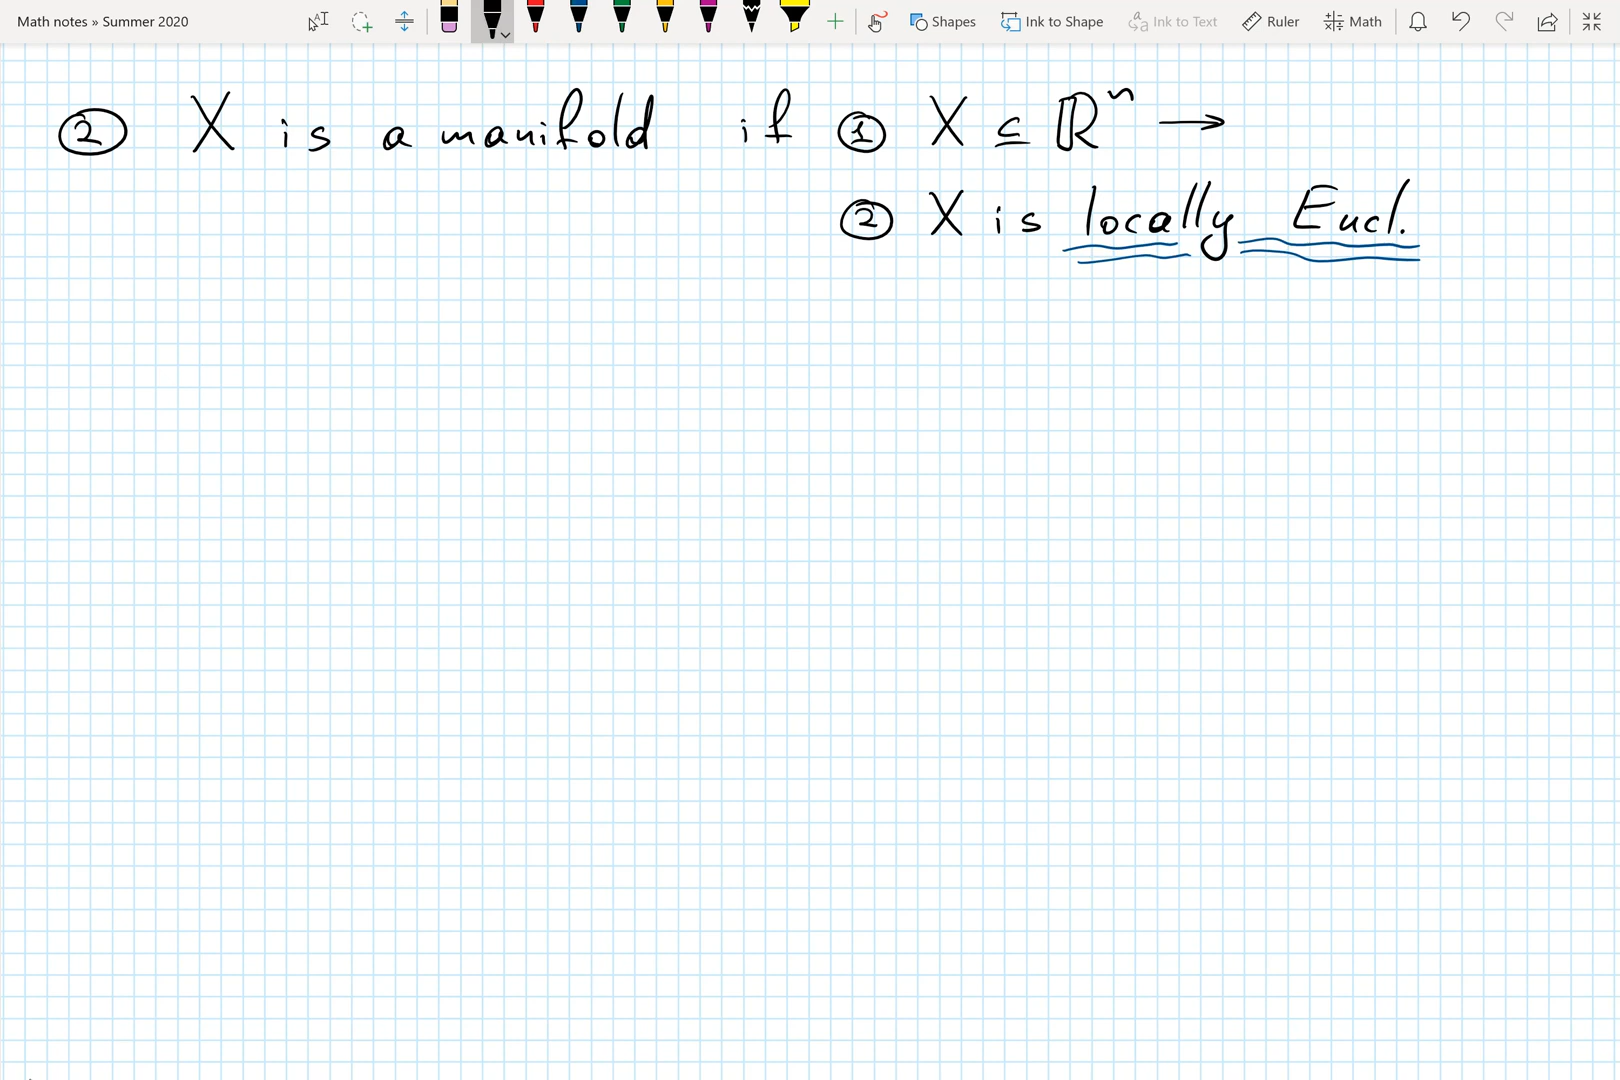 Math notes » Summer 2020 Shapes Ink to Shape Ink to Text Ruler Math
② X is a manifold if ① X ⊆ ℝⁿ →
② X is locally Eucl.